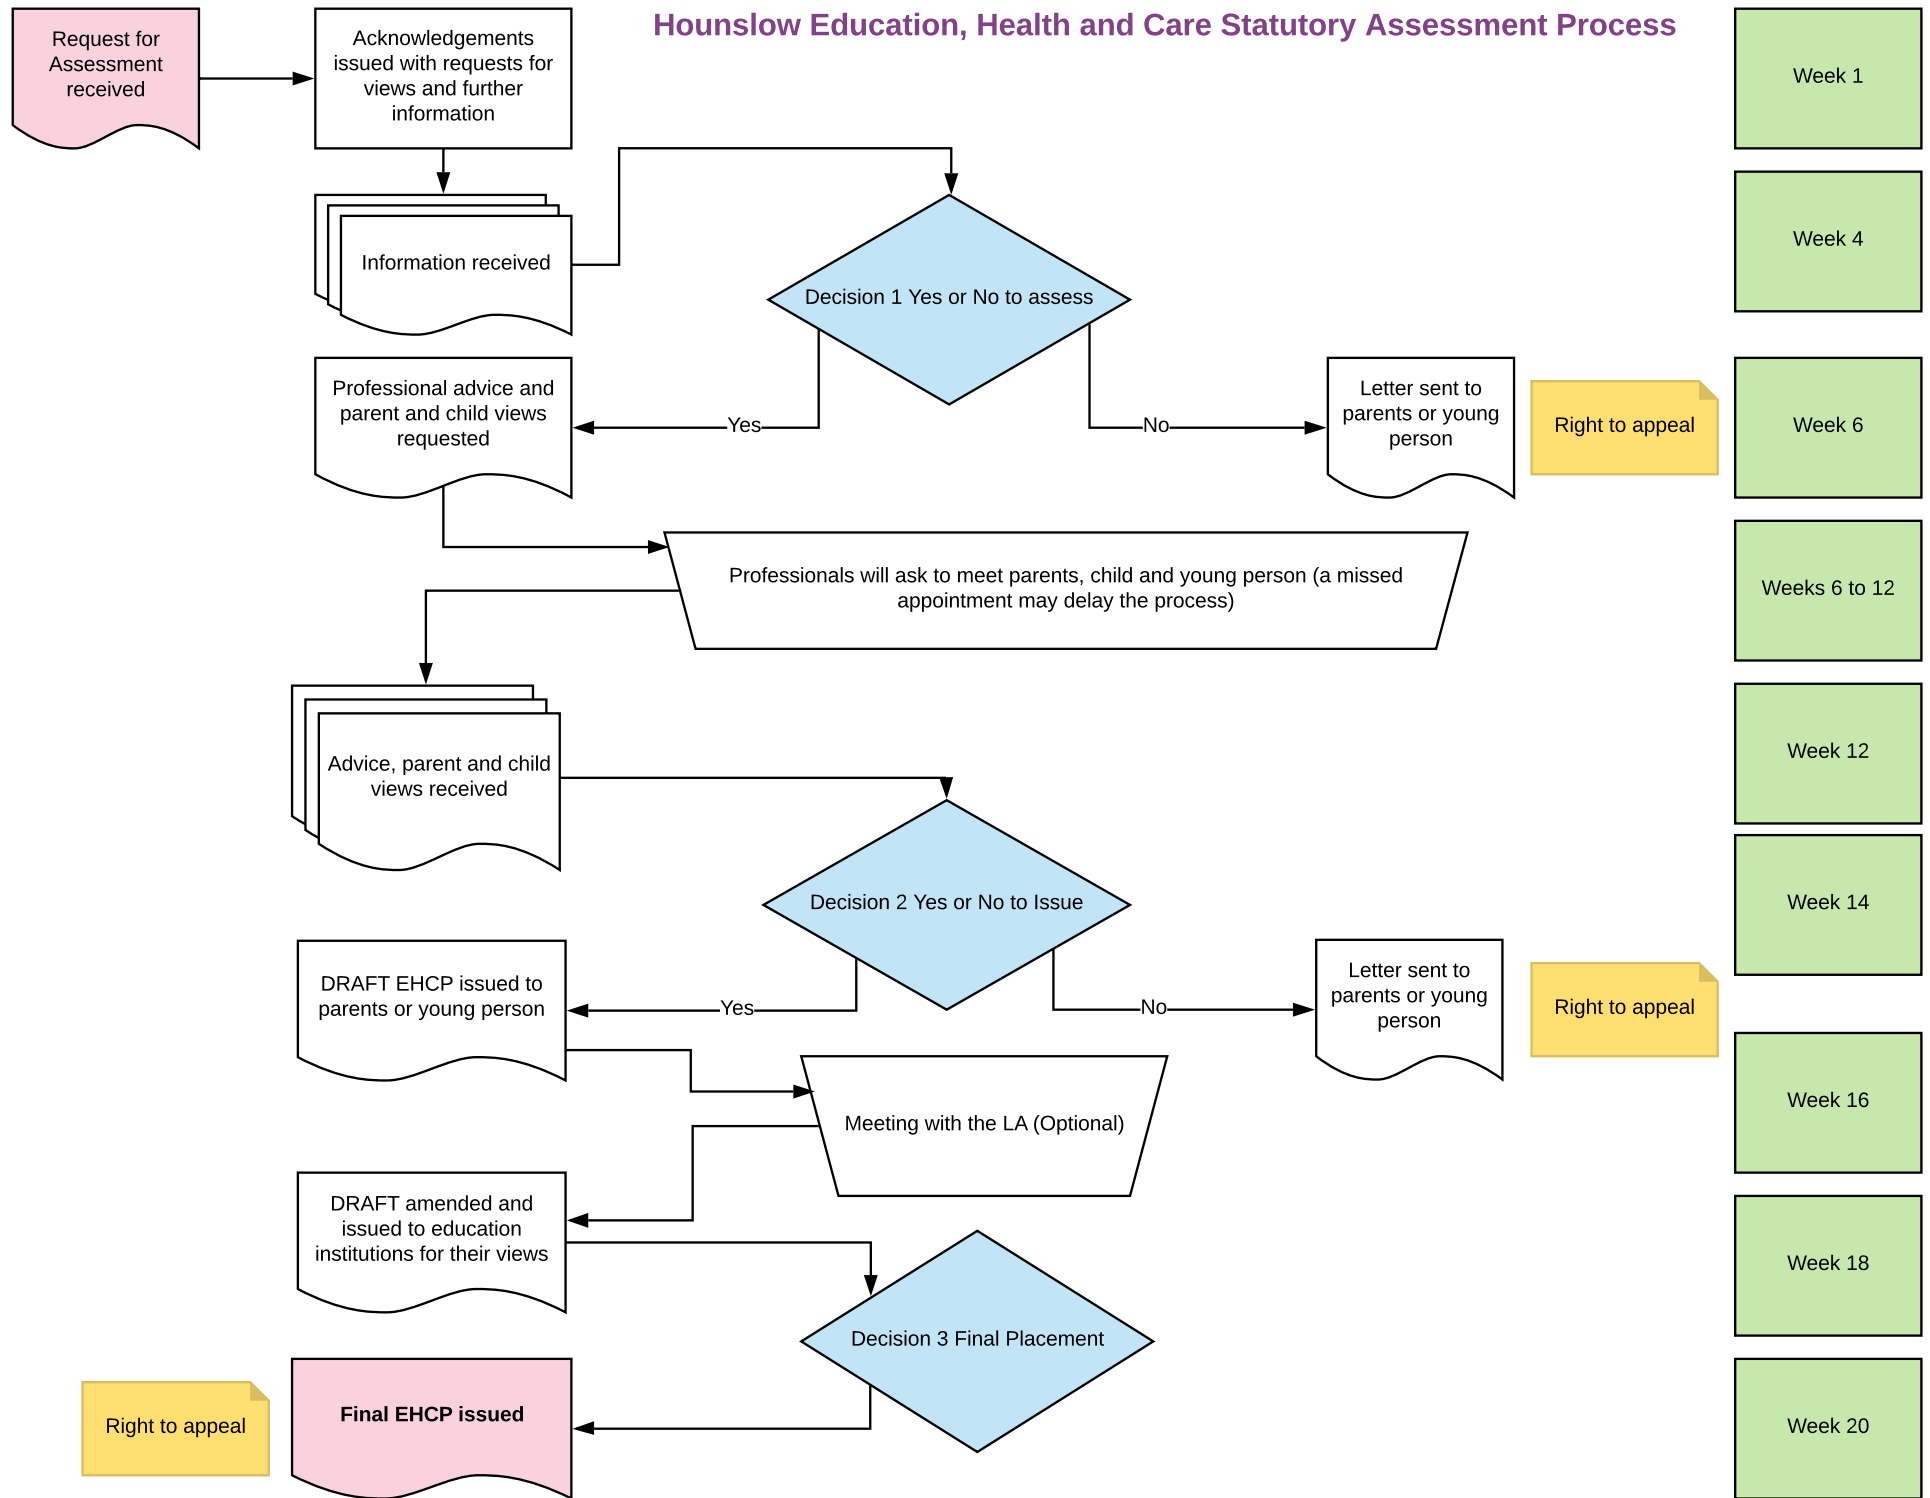 Hounslow Education, Health and Care Statutory Assessment Process
Request for
Assessment
received
Acknowledgements
issued with requests for
views and further
information
Week 1
Information received
Decision 1 Yes or No to assess
Week 4
Professional advice and
parent and child views
requested
Yes
No
Letter sent to
parents or young
person
Right to appeal
Week 6
Professionals will ask to meet parents, child and young person (a missed
appointment may delay the process)
Weeks 6 to 12
Advice, parent and child
views received
Week 12
Decision 2 Yes or No to Issue
Week 14
DRAFT EHCP issued to
parents or young person
Yes
No
Letter sent to
parents or young
person
Right to appeal
Meeting with the LA (Optional)
Week 16
DRAFT amended and
issued to education
institutions for their views
Week 18
Decision 3 Final Placement
Right to appeal
Final EHCP issued
Week 20